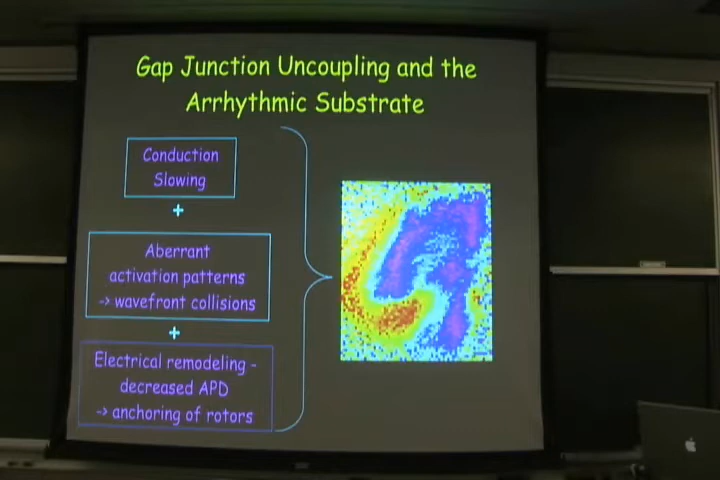 Gap Junction Uncoupling and the
Arrhythmic Substrate
Conduction
Slowing
+
Aberrant
activation patterns
-> wavefront collisions
+
Electrical remodeling -
decreased APD
-> anchoring of rotors